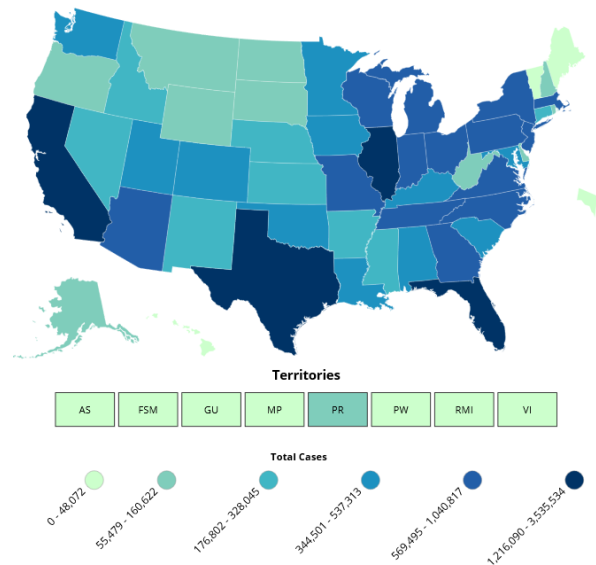 Territories
AS FSM GU MP PR PW RMI VI
Total Cases
0 - 48,072
55,479 - 160,622
176,802 - 328,045
344,501 - 537,313
569,495 - 1,040,817
1,216,090 - 3,535,534